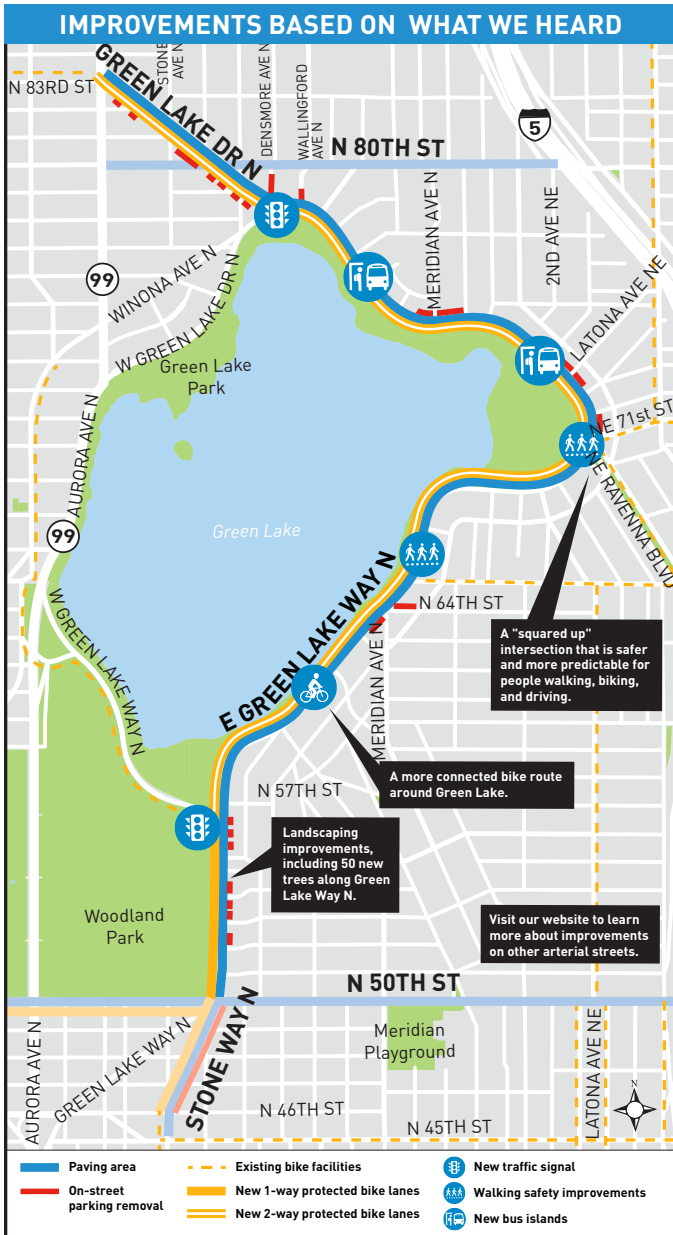 IMPROVEMENTS BASED ON WHAT WE HEARD
GREEN LAKE DR N
STONE
AVE N
N 83RD ST
DENSMORE AVE N
WALLINGFORD
AVE N
5
N 80TH ST
MERIDIAN AVE N
2ND AVE NE
99
WINONA AVE N
W GREEN LAKE DR N
LATONA AVE NE
Green Lake
Park
AURORA AVE N
NE 71st ST
NE RAVENNA BLVD
99
Green Lake
W GREEN LAKE WAY N
E GREEN LAKE WAY N
N 64TH ST
A "squared up"
intersection that is safer
and more predictable for
people walking, biking,
and driving.
MERIDIAN AVE N
A more connected bike route
around Green Lake.
N 57TH ST
Landscaping
improvements,
including 50 new
trees along Green
Lake Way N.
Woodland
Park
Visit our website to learn
more about improvements
on other arterial streets.
N 50TH ST
AURORA AVE N
GREEN LAKE WAY N
STONE WAY N
Meridian
Playground
LATONA AVE NE
N
N 46TH ST
N 45TH ST
Paving area
On-street
parking removal
Existing bike facilities
New 1-way protected bike lanes
New 2-way protected bike lanes
New traffic signal
Walking safety improvements
New bus islands